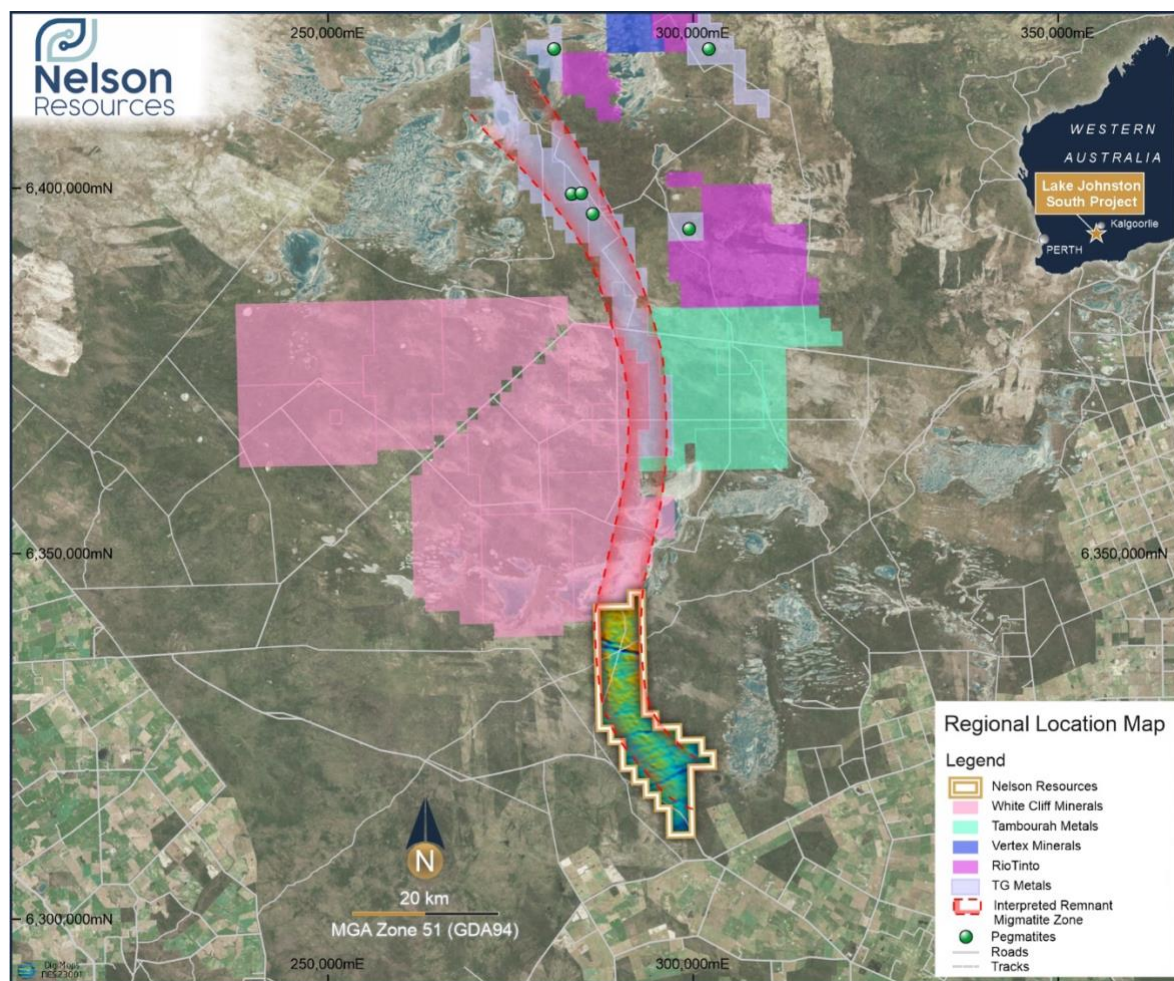 Nelson
Resources
250,000mE
300,000mE
350,000mE
WESTERN
AUSTRALIA
Lake Johnston
South Project
Kalgoorlie
PERTH
6,400,000mN
6,350,000mN
6,350,000mN
6,300,000mN
N
20 km
MGA Zone 51 (GDA94)
250,000mE
300,000mE
Regional Location Map
Legend
Nelson Resources
White Cliff Minerals
Tambourah Metals
Vertex Minerals
RioTinto
TG Metals
Interpreted Remnant
Migmatite Zone
Pegmatites
Roads
Tracks